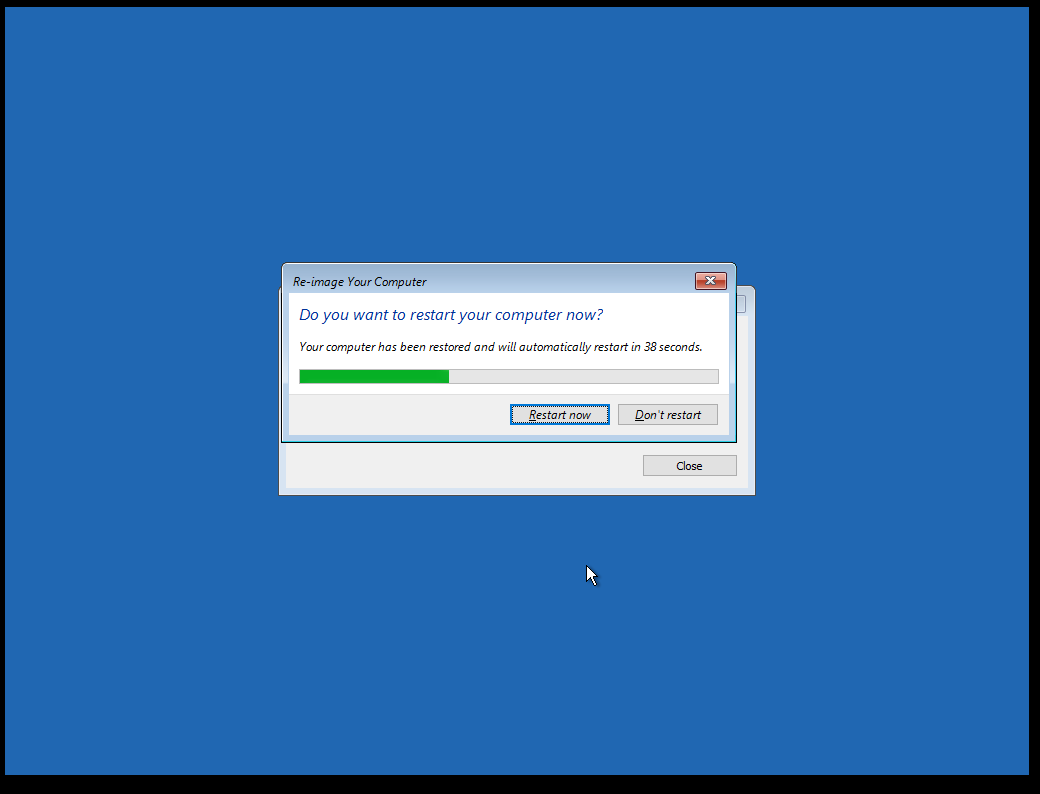 Re-image Your Computer
Do you want to restart your computer now?
Your computer has been restored and will automatically restart in 38 seconds.
Restart now
Don't restart
Close